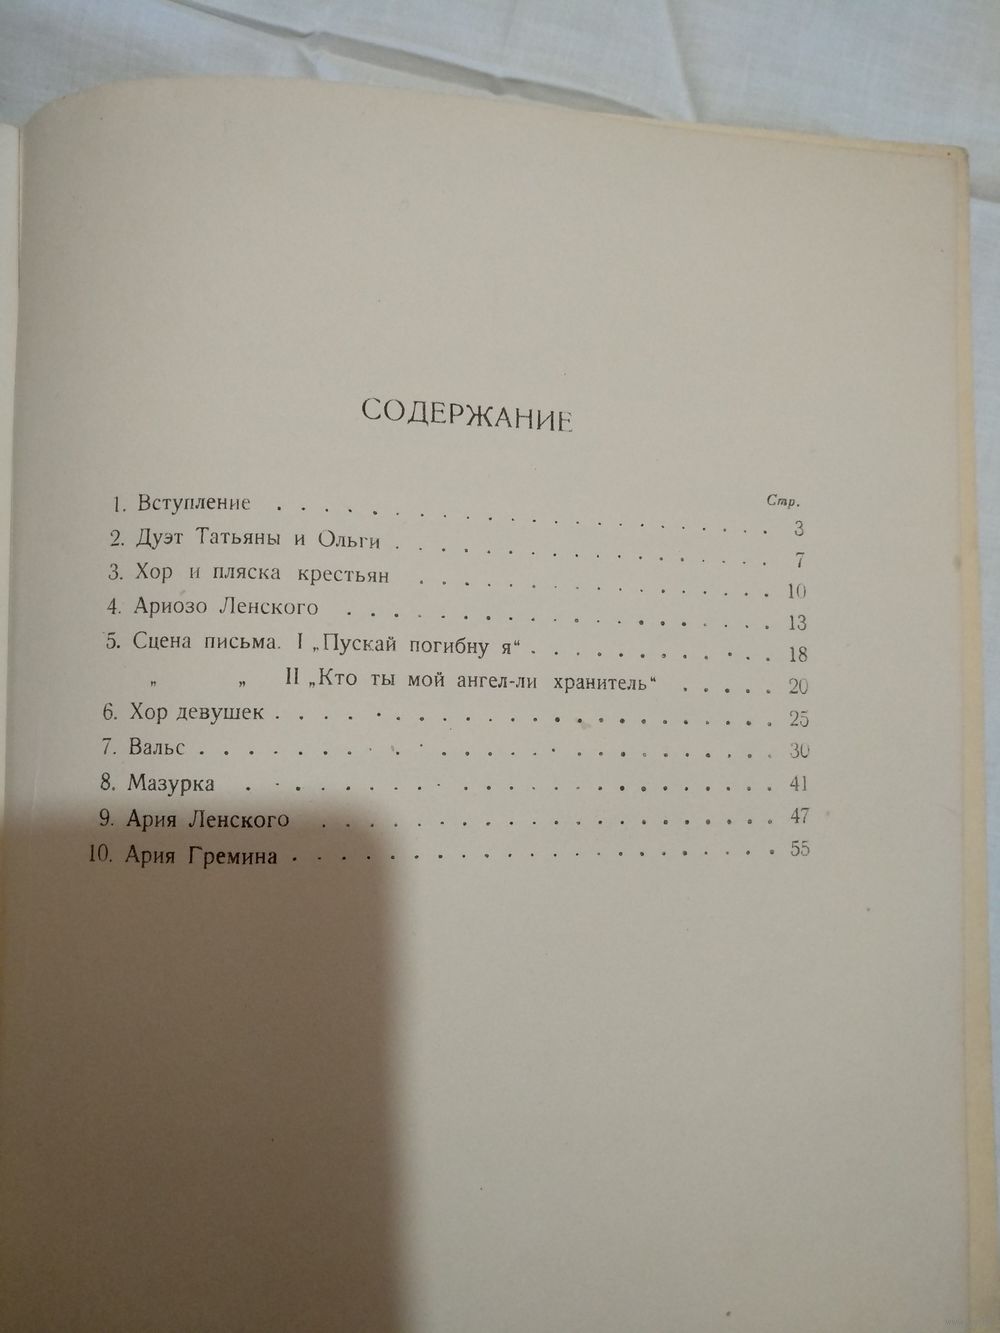 СОДЕРЖАНИЕ
Стр.
1. Вступление . . . . . . . . . . . . . . . . . . . . . 3
2. Дуэт Татьяны и Ольги . . . . . . . . . . . . . . . . . 7
3. Хор и пляска крестьян . . . . . . . . . . . . . . . 10
4. Ариозо Ленского . . . . . . . . . . . . . . . . . . 13
5. Сцена письма. I „Пускай погибну я“ . . . . . . . . . . . 18
„ „ II „Кто ты мой ангел-ли хранитель“ . . . . . 20
6. Хор девушек . . . . . . . . . . . . . . . . . . . . . 25
7. Вальс . . . . . . . . . . . . . . . . . . . . . . . . 30
8. Мазурка . . . . . . . . . . . . . . . . . . . . . . 41
9. Ария Ленского . . . . . . . . . . . . . . . . . . . 47
10. Ария Гремина . . . . . . . . . . . . . . . . . . . . 55